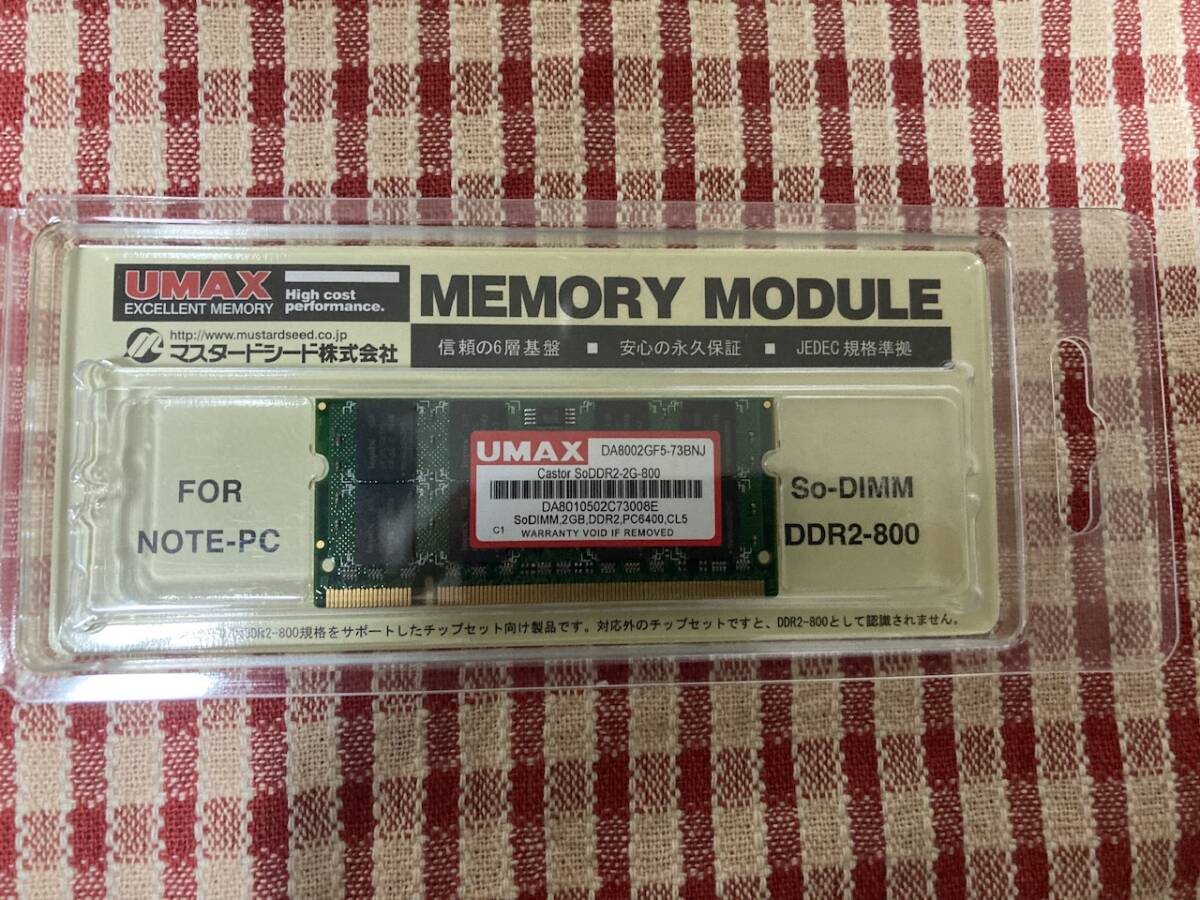 UMAX
EXCELLENT MEMORY
High cost
performance.
MEMORY MODULE
http://www.mustardseed.co.jp
マスタードシード株式会社
信頼の6層基盤 ■ 安心の永久保証 ■ JEDEC規格準拠
FOR
NOTE-PC
UMAX DA8002GF5-73BNJ
Castor SoDDR2-2G-800
DA8010502C73008E
SoDIMM,2GB,DDR2,PC6400,CL5
C1 WARRANTY VOID IF REMOVED
So-DIMM
DDR2-800
DDR2-800規格をサポートしたチップセット向け製品です。対応外のチップセットですと、DDR2-800として認識されません。